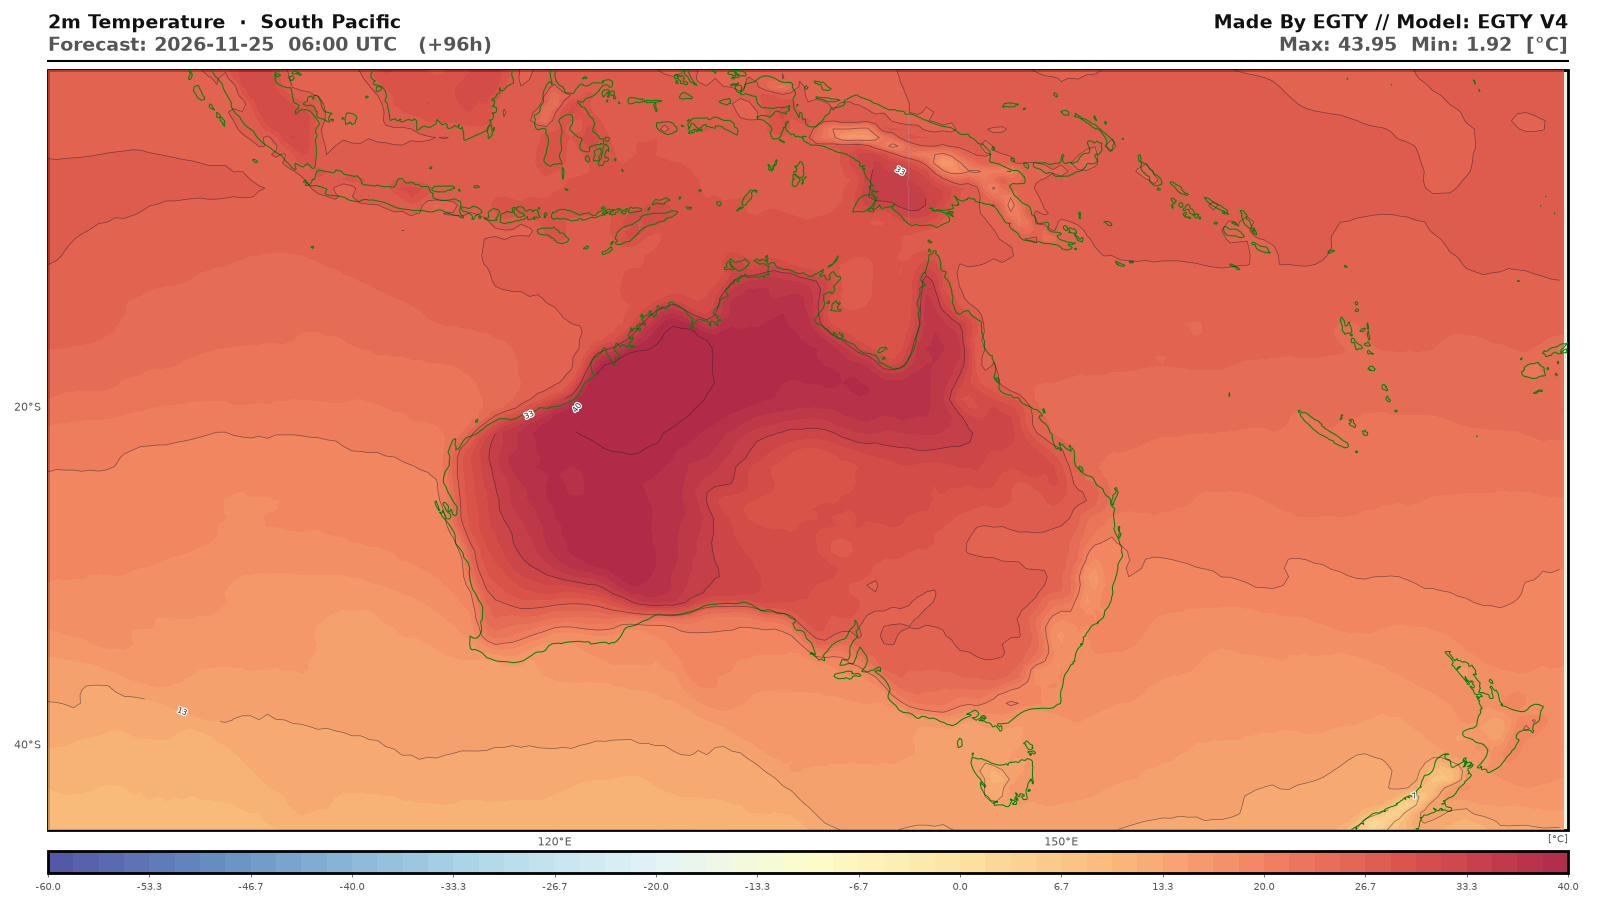 2m Temperature · South Pacific
Made By EGTY // Model: EGTY V4
Forecast: 2026-11-25 06:00 UTC (+96h)
Max: 43.95 Min: 1.92 [°C]
33
33
40
20°S
13
40°S
7
120°E
150°E
[°C]
-60.0 -53.3 -46.7 -40.0 -33.3 -26.7 -20.0 -13.3 -6.7 0.0 6.7 13.3 20.0 26.7 33.3 40.0